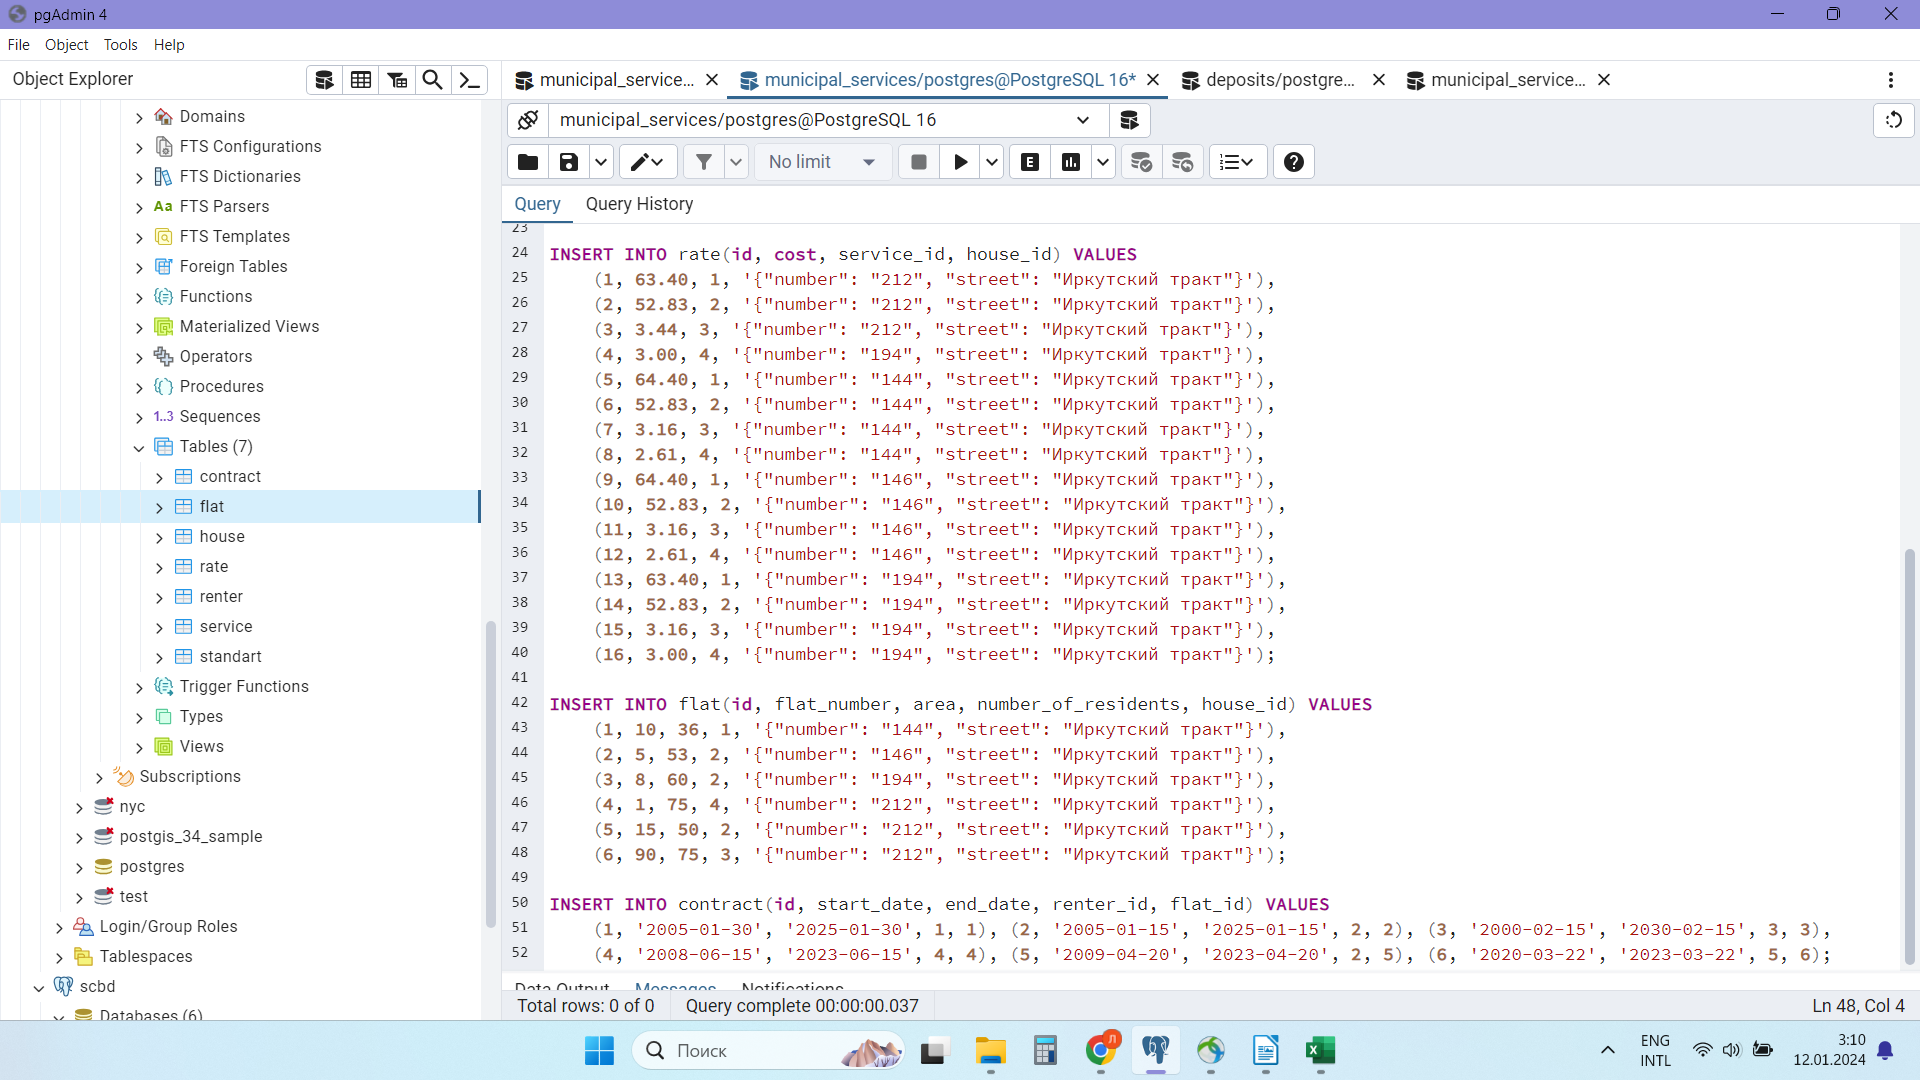 pgAdmin 4
File Object Tools Help
Object Explorer
municipal_service...
municipal_services/postgres@PostgreSQL 16*
deposits/postgre...
municipal_service...
municipal_services/postgres@PostgreSQL 16
No limit
E
Query Query History
Domains
FTS Configurations
FTS Dictionaries
Aa FTS Parsers
FTS Templates
Foreign Tables
Functions
Materialized Views
Operators
Procedures
1..3 Sequences
Tables (7)
contract
flat
house
rate
renter
service
standart
Trigger Functions
Types
Views
Subscriptions
nyc
postgis_34_sample
postgres
test
Login/Group Roles
Tablespaces
scbd
Databases (6)
23
24 INSERT INTO rate(id, cost, service_id, house_id) VALUES
25 (1, 63.40, 1, '{"number": "212", "street": "Иркутский тракт"}'),
26 (2, 52.83, 2, '{"number": "212", "street": "Иркутский тракт"}'),
27 (3, 3.44, 3, '{"number": "212", "street": "Иркутский тракт"}'),
28 (4, 3.00, 4, '{"number": "194", "street": "Иркутский тракт"}'),
29 (5, 64.40, 1, '{"number": "144", "street": "Иркутский тракт"}'),
30 (6, 52.83, 2, '{"number": "144", "street": "Иркутский тракт"}'),
31 (7, 3.16, 3, '{"number": "144", "street": "Иркутский тракт"}'),
32 (8, 2.61, 4, '{"number": "144", "street": "Иркутский тракт"}'),
33 (9, 64.40, 1, '{"number": "146", "street": "Иркутский тракт"}'),
34 (10, 52.83, 2, '{"number": "146", "street": "Иркутский тракт"}'),
35 (11, 3.16, 3, '{"number": "146", "street": "Иркутский тракт"}'),
36 (12, 2.61, 4, '{"number": "146", "street": "Иркутский тракт"}'),
37 (13, 63.40, 1, '{"number": "194", "street": "Иркутский тракт"}'),
38 (14, 52.83, 2, '{"number": "194", "street": "Иркутский тракт"}'),
39 (15, 3.16, 3, '{"number": "194", "street": "Иркутский тракт"}'),
40 (16, 3.00, 4, '{"number": "194", "street": "Иркутский тракт"}');
41
42 INSERT INTO flat(id, flat_number, area, number_of_residents, house_id) VALUES
43 (1, 10, 36, 1, '{"number": "144", "street": "Иркутский тракт"}'),
44 (2, 5, 53, 2, '{"number": "146", "street": "Иркутский тракт"}'),
45 (3, 8, 60, 2, '{"number": "194", "street": "Иркутский тракт"}'),
46 (4, 1, 75, 4, '{"number": "212", "street": "Иркутский тракт"}'),
47 (5, 15, 50, 2, '{"number": "212", "street": "Иркутский тракт"}'),
48 (6, 90, 75, 3, '{"number": "212", "street": "Иркутский тракт"}');
49
50 INSERT INTO contract(id, start_date, end_date, renter_id, flat_id) VALUES
51 (1, '2005-01-30', '2025-01-30', 1, 1), (2, '2005-01-15', '2025-01-15', 2, 2), (3, '2000-02-15', '2030-02-15', 3, 3),
52 (4, '2008-06-15', '2023-06-15', 4, 4), (5, '2009-04-20', '2023-04-20', 2, 5), (6, '2020-03-22', '2023-03-22', 5, 6);
Data Output Messages Notifications
Total rows: 0 of 0 Query complete 00:00:00.037 Ln 48, Col 4
Поиск
Л
ENG
INTL
3:10
12.01.2024